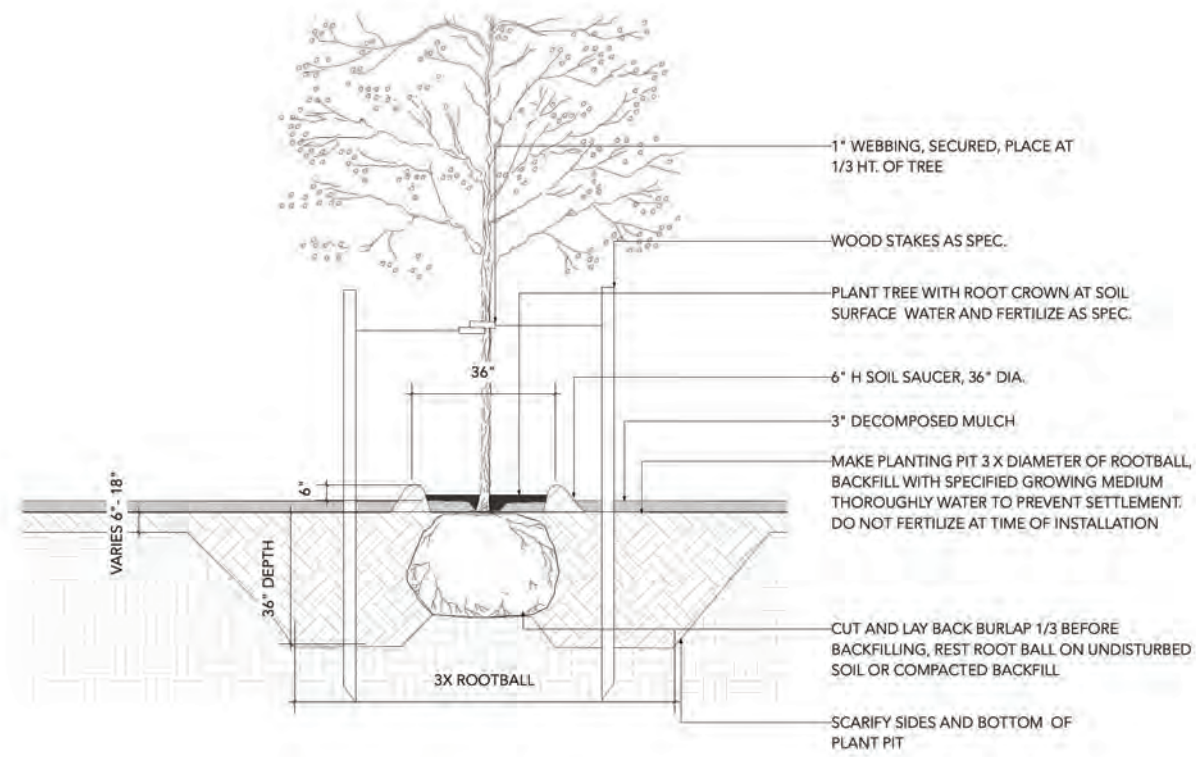 1" WEBBING, SECURED, PLACE AT
1/3 HT. OF TREE
WOOD STAKES AS SPEC.
PLANT TREE WITH ROOT CROWN AT SOIL
SURFACE WATER AND FERTILIZE AS SPEC.
36"
6" H SOIL SAUCER, 36" DIA.
3" DECOMPOSED MULCH
MAKE PLANTING PIT 3 X DIAMETER OF ROOTBALL,
BACKFILL WITH SPECIFIED GROWING MEDIUM
THOROUGHLY WATER TO PREVENT SETTLEMENT.
DO NOT FERTILIZE AT TIME OF INSTALLATION
6"
VARIES 6"- 18"
36" DEPTH
CUT AND LAY BACK BURLAP 1/3 BEFORE
BACKFILLING, REST ROOT BALL ON UNDISTURBED
SOIL OR COMPACTED BACKFILL
3X ROOTBALL
SCARIFY SIDES AND BOTTOM OF
PLANT PIT